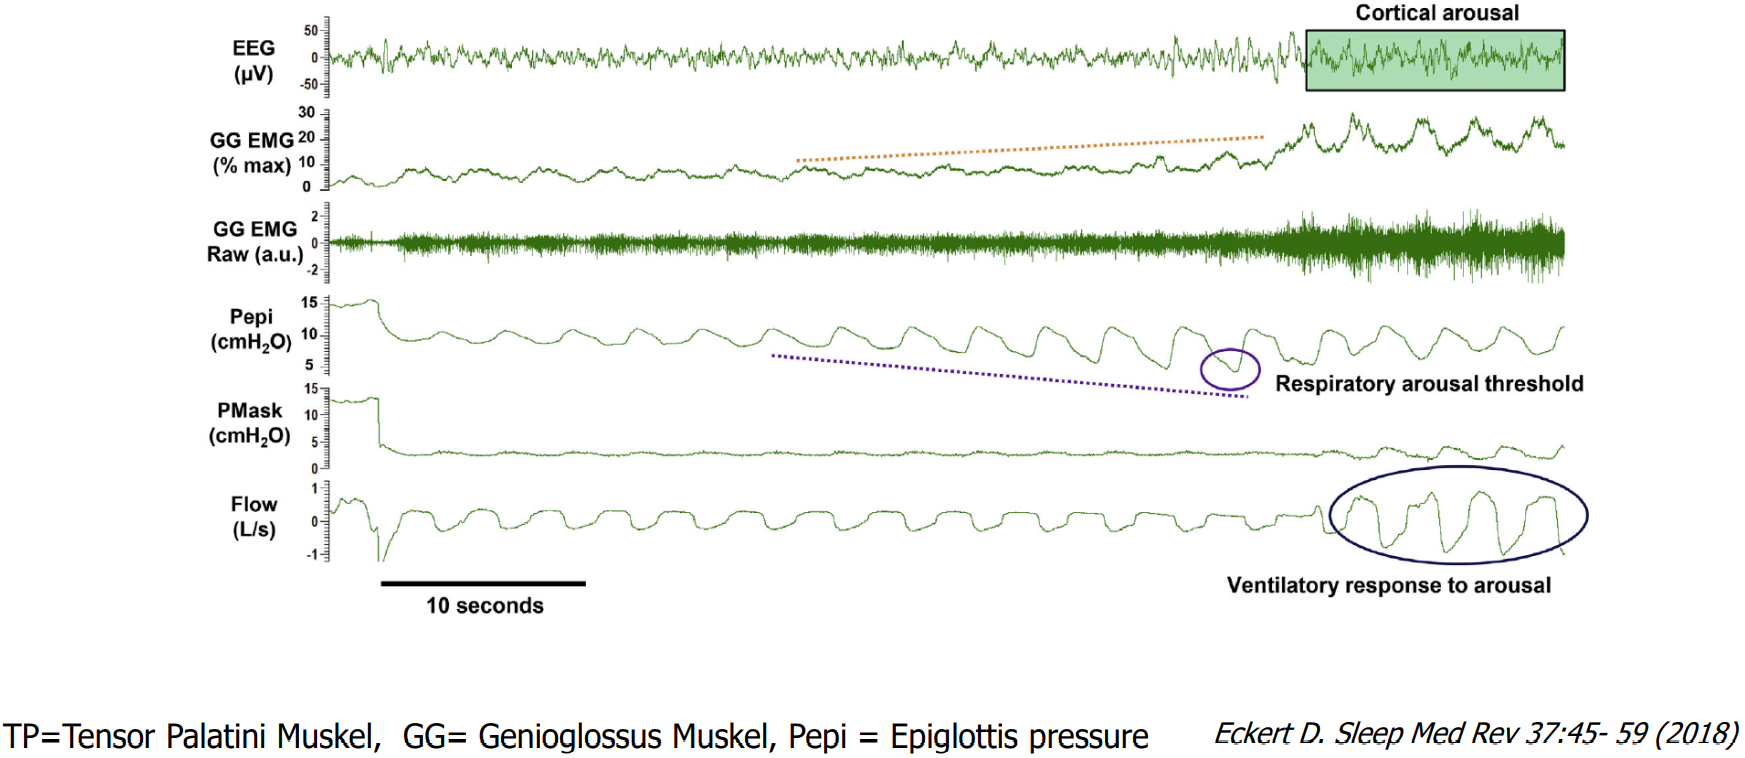 Cortical arousal
EEG
(µV)
50
0
-50
GG EMG
(% max)
30
20
10
0
GG EMG
Raw (a.u.)
2
0
-2
Pepi
(cmH₂O)
15
10
5
Respiratory arousal threshold
PMask
(cmH₂O)
15
10
5
0
Flow
(L/s)
1
0
-1
Ventilatory response to arousal
10 seconds
TP=Tensor Palatini Muskel, GG= Genioglossus Muskel, Pepi = Epiglottis pressure
Eckert D. Sleep Med Rev 37:45- 59 (2018)